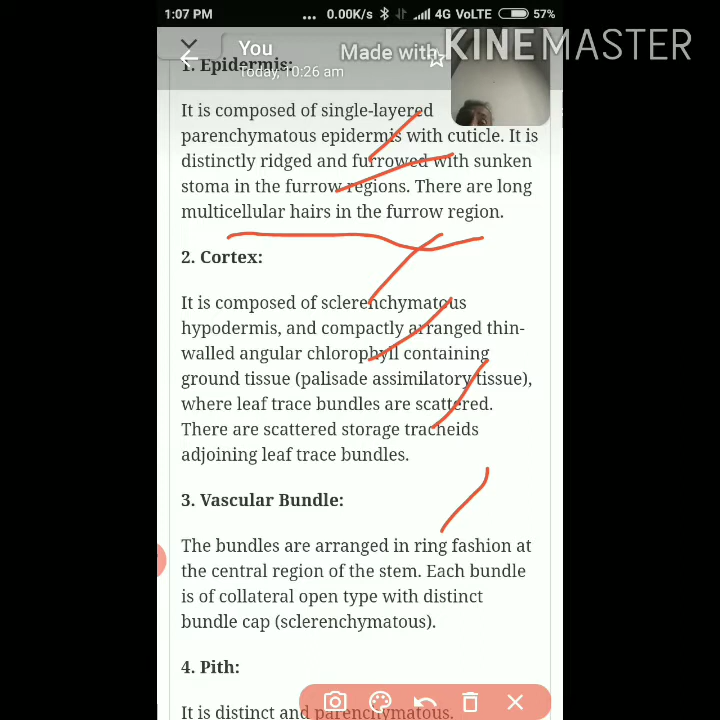 1:07 PM ... 0.00K/s 4G VoLTE 57%
You
Made with KINEMASTER
1. Epidermis:
Today, 10:26 am
It is composed of single-layered
parenchymatous epidermis with cuticle. It is
distinctly ridged and furrowed with sunken
stoma in the furrow regions. There are long
multicellular hairs in the furrow region.
2. Cortex:
It is composed of sclerenchymatous
hypodermis, and compactly arranged thin-
walled angular chlorophyll containing
ground tissue (palisade assimilatory tissue),
where leaf trace bundles are scattered.
There are scattered storage tracheids
adjoining leaf trace bundles.
3. Vascular Bundle:
The bundles are arranged in ring fashion at
the central region of the stem. Each bundle
is of collateral open type with distinct
bundle cap (sclerenchymatous).
4. Pith:
It is distinct and parenchymatous.